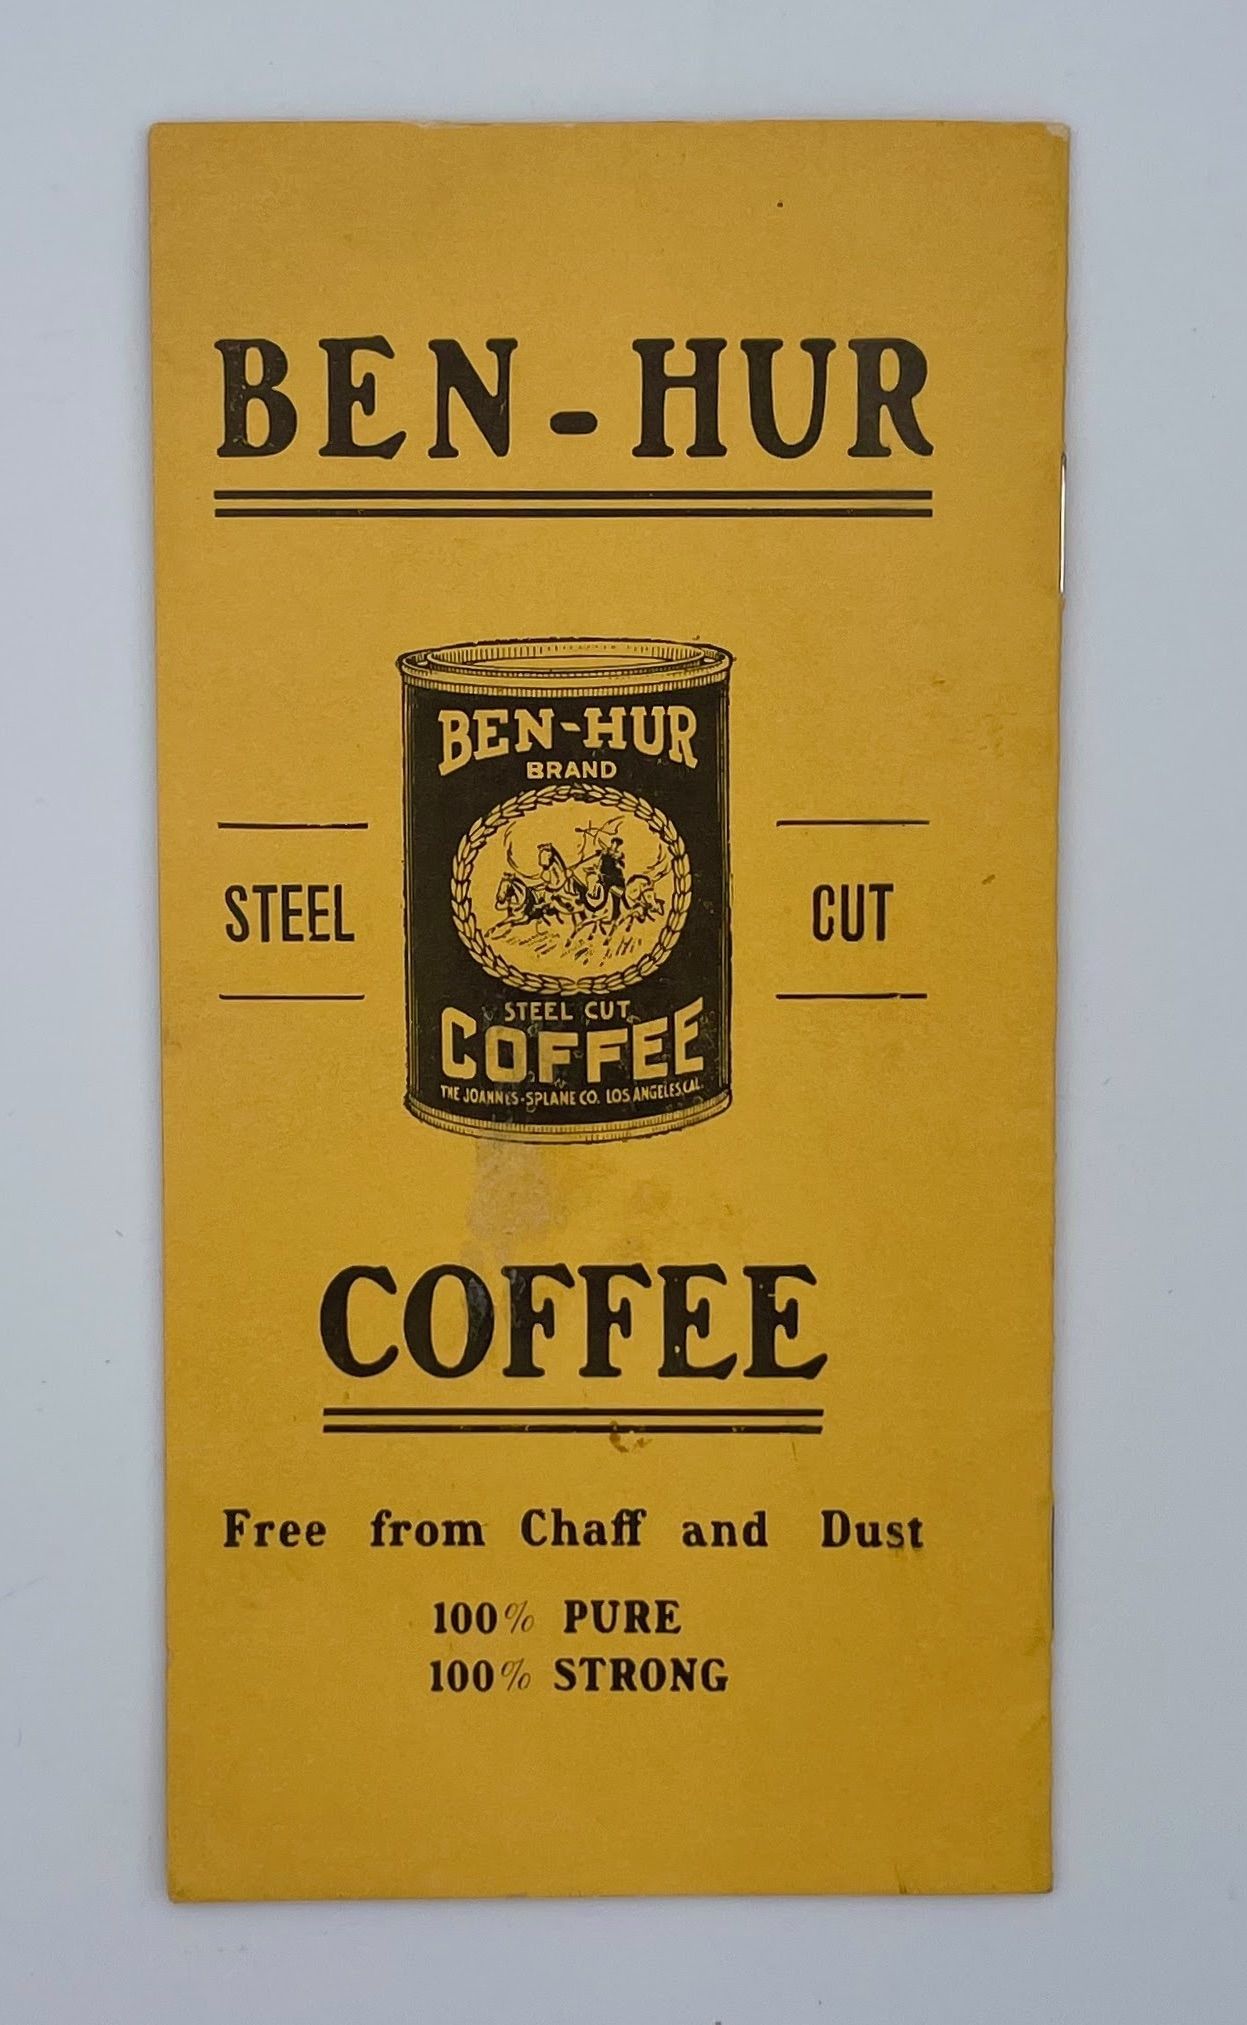 BEN-HUR
BEN-HUR
BRAND
STEEL
CUT
STEEL CUT
COFFEE
THE JOANNES-SPLANE CO. LOS ANGELES, CAL.
COFFEE
Free from Chaff and Dust
100% PURE
100% STRONG